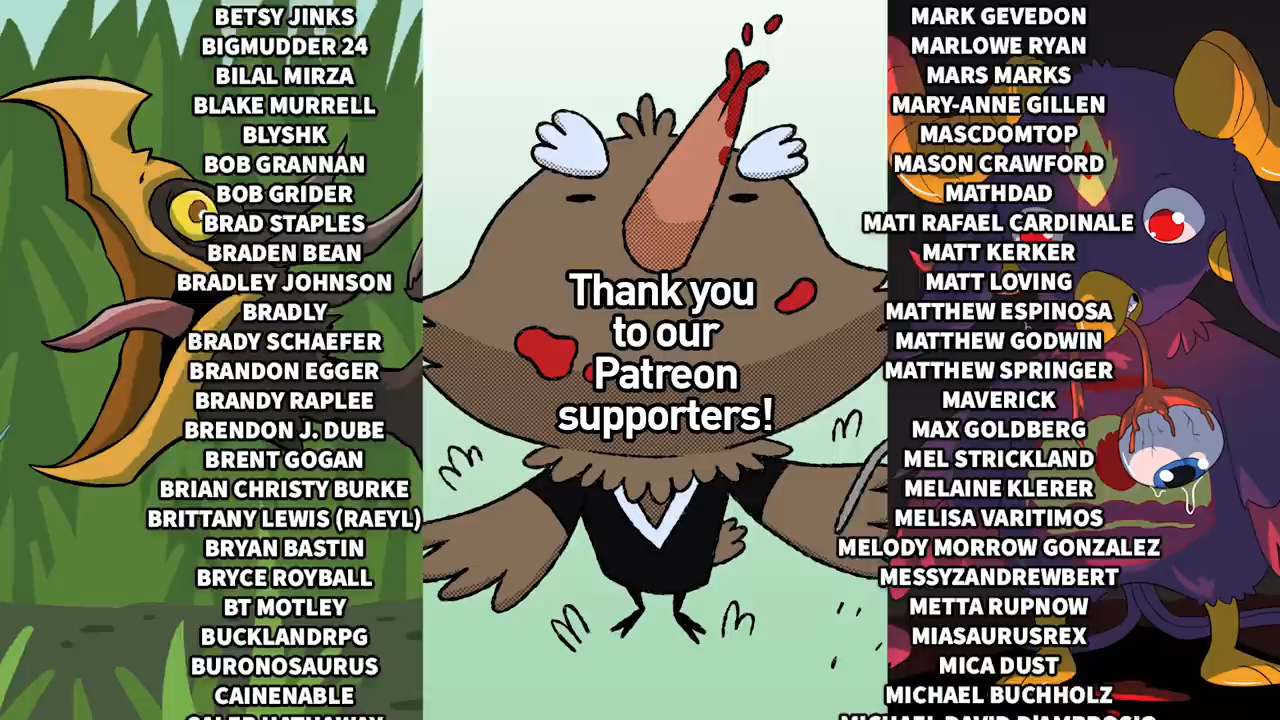 BETSY JINKS
BIGMUDDER 24
BILAL MIRZA
BLAKE MURRELL
BLYSHK
BOB GRANNAN
BOB GRIDER
BRAD STAPLES
BRADEN BEAN
BRADLEY JOHNSON
BRADLY
BRADY SCHAEFER
BRANDON EGGER
BRANDY RAPLEE
BRENDON J. DUBE
BRENT GOGAN
BRIAN CHRISTY BURKE
BRITTANY LEWIS (RAEYL)
BRYAN BASTIN
BRYCE ROYBALL
BT MOTLEY
BUCKLANDRPG
BURONOSAURUS
CAINENABLE
CALEB HATHAWAY
Thank you
to our
Patreon
supporters!
MARK GEVEDON
MARLOWE RYAN
MARS MARKS
MARY-ANNE GILLEN
MASCDOMTOP
MASON CRAWFORD
MATHDAD
MATI RAFAEL CARDINALE
MATT KERKER
MATT LOVING
MATTHEW ESPINOSA
MATTHEW GODWIN
MATTHEW SPRINGER
MAVERICK
MAX GOLDBERG
MEL STRICKLAND
MELAINE KLERER
MELISA VARITIMOS
MELODY MORROW GONZALEZ
MESSYZANDREWBERT
METTA RUPNOW
MIASAURUSREX
MICA DUST
MICHAEL BUCHHOLZ
MICHAEL DAVID D'AMBROSIO